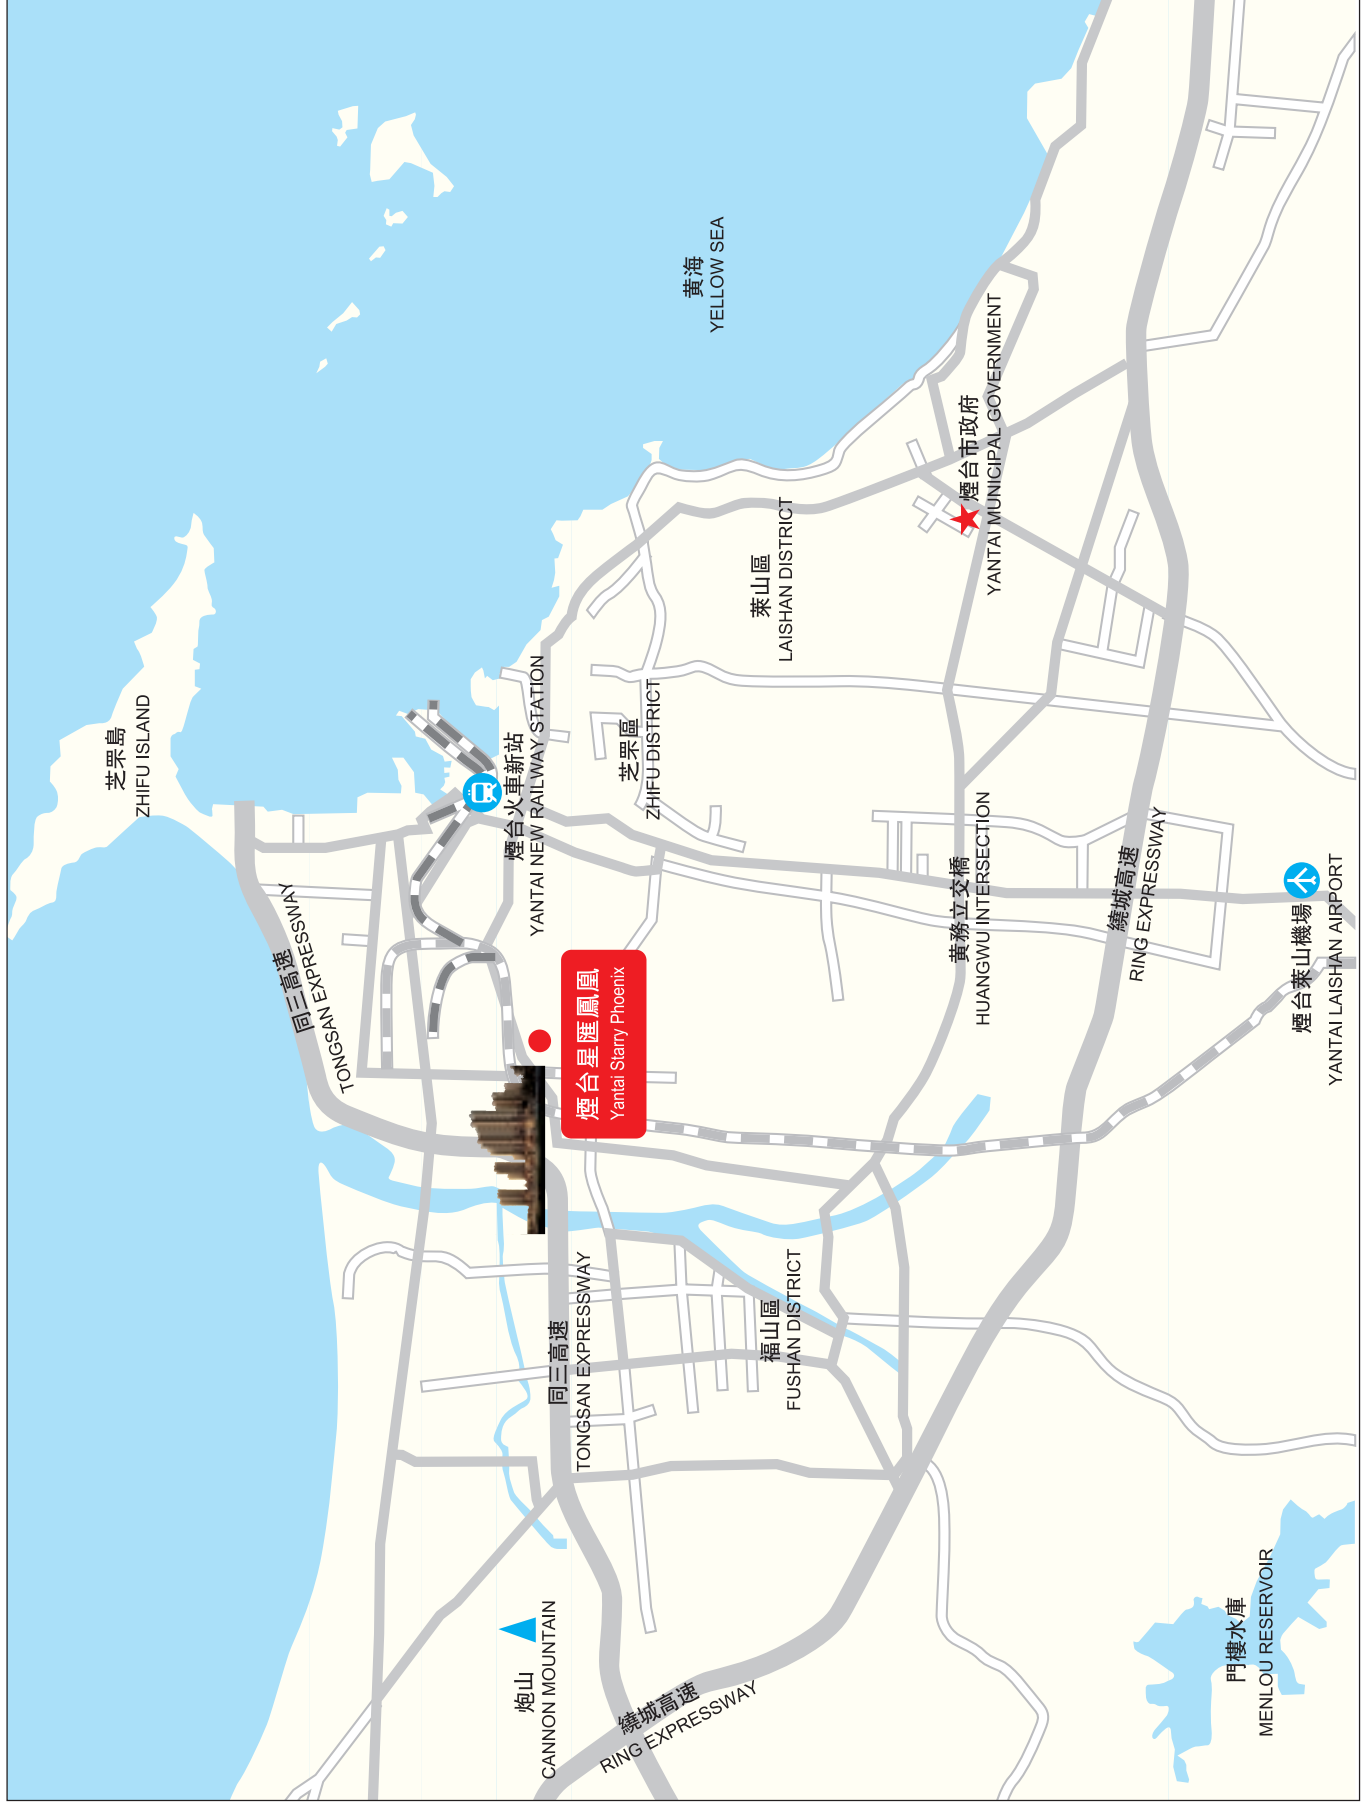 芝罘島
ZHIFU ISLAND
黄海
YELLOW SEA
同三高速
TONGSAN EXPRESSWAY
煙台火車新站
YANTAI NEW RAILWAY STATION
芝罘區
ZHIFU DISTRICT
萊山區
LAISHAN DISTRICT
煙台市政府
YANTAI MUNICIPAL GOVERNMENT
煙台星匯鳳凰
Yantai Starry Phoenix
黄務立交橋
HUANGWU INTERSECTION
繞城高速
RING EXPRESSWAY
煙台萊山機場
YANTAI LAISHAN AIRPORT
同三高速
TONGSAN EXPRESSWAY
福山區
FUSHAN DISTRICT
炮山
CANNON MOUNTAIN
繞城高速
RING EXPRESSWAY
門樓水庫
MENLOU RESERVOIR